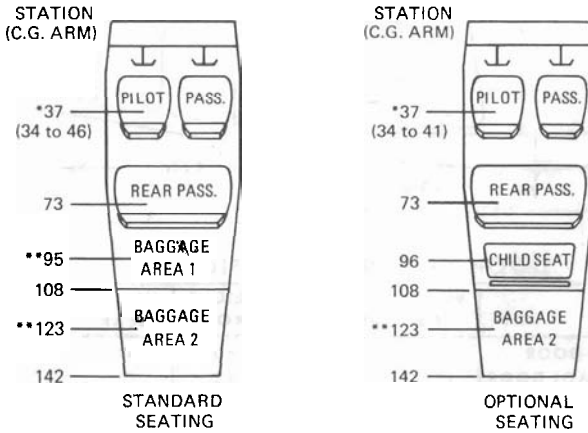 STATION
(C.G. ARM)
PILOT
PASS.
*37
(34 to 46)
REAR PASS.
73
**95
BAGGAGE
AREA 1
108
**123
BAGGAGE
AREA 2
142
STANDARD
SEATING
STATION
(C.G. ARM)
PILOT
PASS.
*37
(34 to 41)
REAR PASS.
73
96
CHILD SEAT
108
**123
BAGGAGE
AREA 2
142
OPTIONAL
SEATING